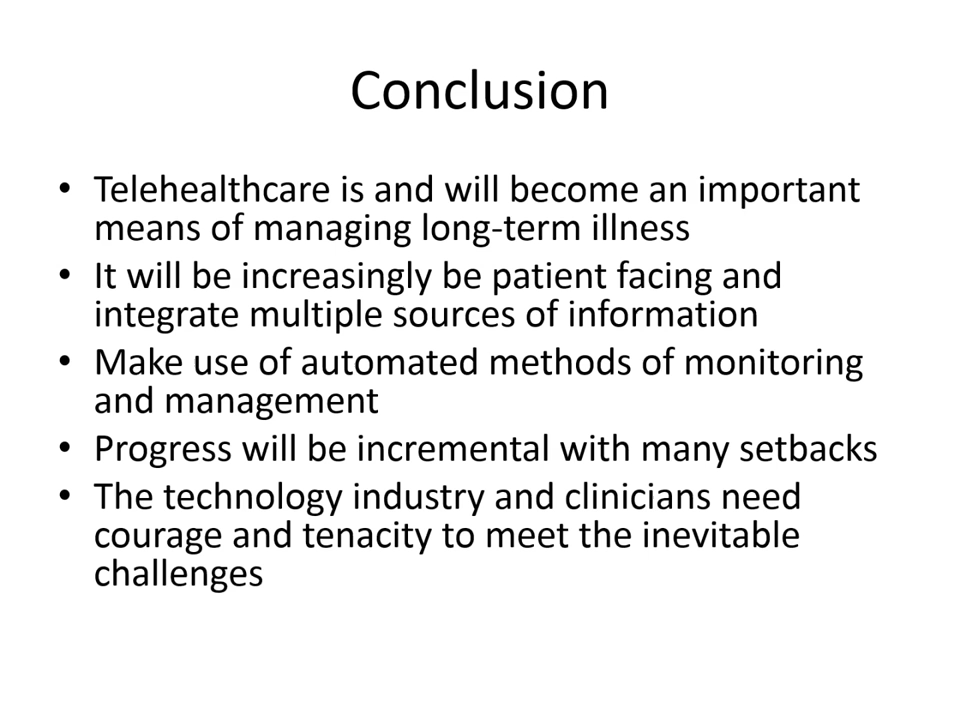 Conclusion
• Telehealthcare is and will become an important
means of managing long-term illness
• It will be increasingly be patient facing and
integrate multiple sources of information
• Make use of automated methods of monitoring
and management
• Progress will be incremental with many setbacks
• The technology industry and clinicians need
courage and tenacity to meet the inevitable
challenges